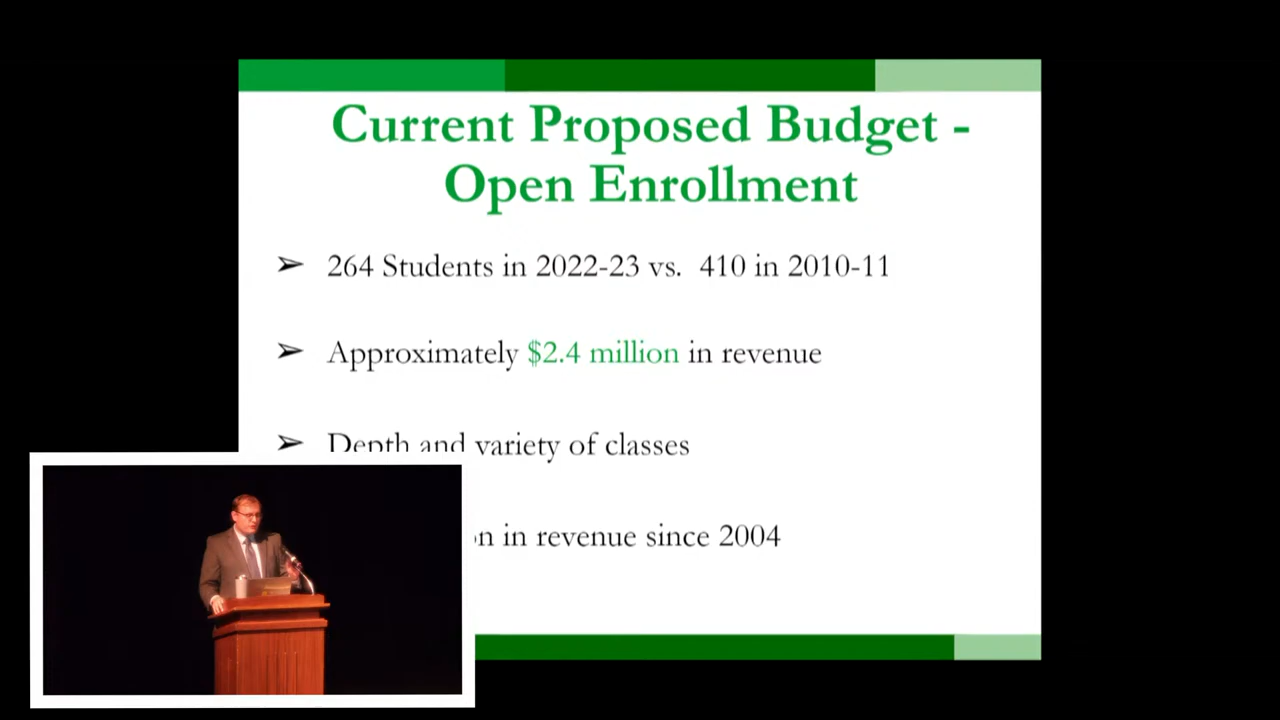 Current Proposed Budget -
Open Enrollment
➢ 264 Students in 2022-23 vs. 410 in 2010-11
➢ Approximately $2.4 million in revenue
➢ Depth and variety of classes
in revenue since 2004